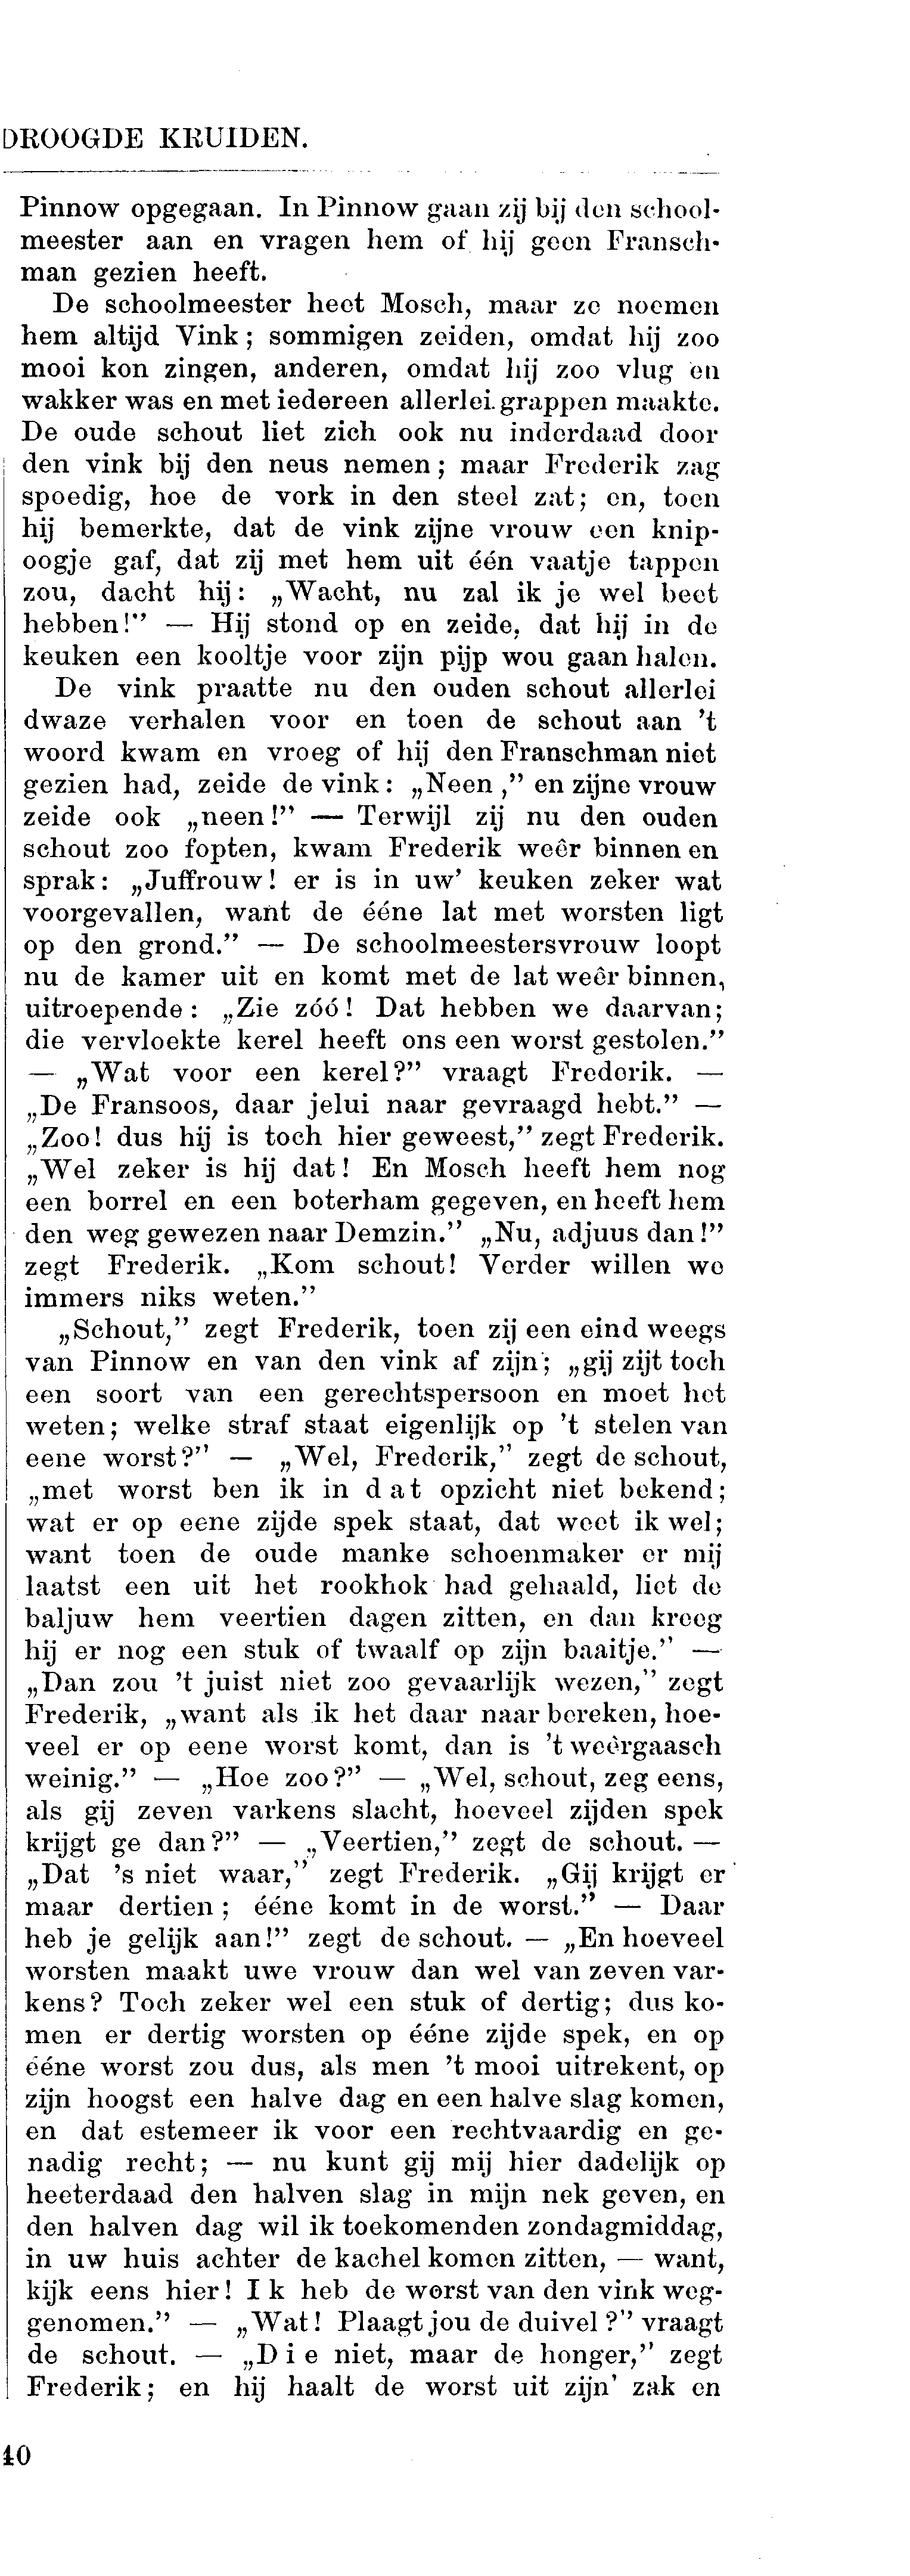 DROOGDE KRUIDEN.
Pinnow opgegaan. In Pinnow gaan zij bij den school-
meester aan en vragen hem of hij geen Fransch-
man gezien heeft.
De schoolmeester heet Mosch, maar ze noemen
hem altijd Vink; sommigen zeiden, omdat hij zoo
mooi kon zingen, anderen, omdat hij zoo vlug en
wakker was en met iedereen allerlei grappen maakte.
De oude schout liet zich ook nu inderdaad door
den vink bij den neus nemen; maar Frederik zag
spoedig, hoe de vork in den steel zat; en, toen
hij bemerkte, dat de vink zijne vrouw een knip-
oogje gaf, dat zij met hem uit één vaatje tappen
zou, dacht hij: „Wacht, nu zal ik je wel beet
hebben!” — Hij stond op en zeide, dat hij in de
keuken een kooltje voor zijn pijp wou gaan halen.
De vink praatte nu den ouden schout allerlei
dwaze verhalen voor en toen de schout aan ’t
woord kwam en vroeg of hij den Franschman niet
gezien had, zeide de vink: „Neen,” en zijne vrouw
zeide ook „neen!” — Terwijl zij nu den ouden
schout zoo fopten, kwam Frederik weêr binnen en
sprak: „Juffrouw! er is in uw’ keuken zeker wat
voorgevallen, want de ééne lat met worsten ligt
op den grond.” — De schoolmeestersvrouw loopt
nu de kamer uit en komt met de lat weêr binnen,
uitroepende: „Zie zóó! Dat hebben we daarvan;
die vervloekte kerel heeft ons een worst gestolen.”
— „Wat voor een kerel?” vraagt Frederik. —
„De Fransoos, daar jelui naar gevraagd hebt.” —
„Zoo! dus hij is toch hier geweest,” zegt Frederik.
„Wel zeker is hij dat! En Mosch heeft hem nog
een borrel en een boterham gegeven, en heeft hem
den weg gewezen naar Demzin.” „Nu, adjuus dan!”
zegt Frederik. „Kom schout! Verder willen we
immers niks weten.”
„Schout,” zegt Frederik, toen zij een eind weegs
van Pinnow en van den vink af zijn; „gij zijt toch
een soort van een gerechtspersoon en moet het
weten; welke straf staat eigenlijk op ’t stelen van
eene worst?” — „Wel, Frederik,” zegt de schout,
„met worst ben ik in dat opzicht niet bekend;
wat er op eene zijde spek staat, dat weet ik wel;
want toen de oude manke schoenmaker er mij
laatst een uit het rookhok had gehaald, liet de
baljuw hem veertien dagen zitten, en dan kreeg
hij er nog een stuk of twaalf op zijn baaitje.” —
„Dan zou ’t juist niet zoo gevaarlijk wezen,” zegt
Frederik, „want als ik het daar naar bereken, hoe-
veel er op eene worst komt, dan is ’t weêrgaasch
weinig.” — „Hoe zoo?” — „Wel, schout, zeg eens,
als gij zeven varkens slacht, hoeveel zijden spek
krijgt ge dan?” — „Veertien,” zegt de schout. —
„Dat ’s niet waar,” zegt Frederik. „Gij krijgt er
maar dertien; ééne komt in de worst.” — Daar
heb je gelijk aan!” zegt de schout. — „En hoeveel
worsten maakt uwe vrouw dan wel van zeven var-
kens? Toch zeker wel een stuk of dertig; dus ko-
men er dertig worsten op ééne zijde spek, en op
ééne worst zou dus, als men ’t mooi uitrekent, op
zijn hoogst een halve dag en een halve slag komen,
en dat estemeer ik voor een rechtvaardig en ge-
nadig recht; — nu kunt gij mij hier dadelijk op
heeterdaad den halven slag in mijn nek geven, en
den halven dag wil ik toekomenden zondagmiddag,
in uw huis achter de kachel komen zitten, — want,
kijk eens hier! Ik heb de worst van den vink weg-
genomen.” — „Wat! Plaagt jou de duivel?” vraagt
de schout. — „Die niet, maar de honger,” zegt
Frederik; en hij haalt de worst uit zijn’ zak en
40